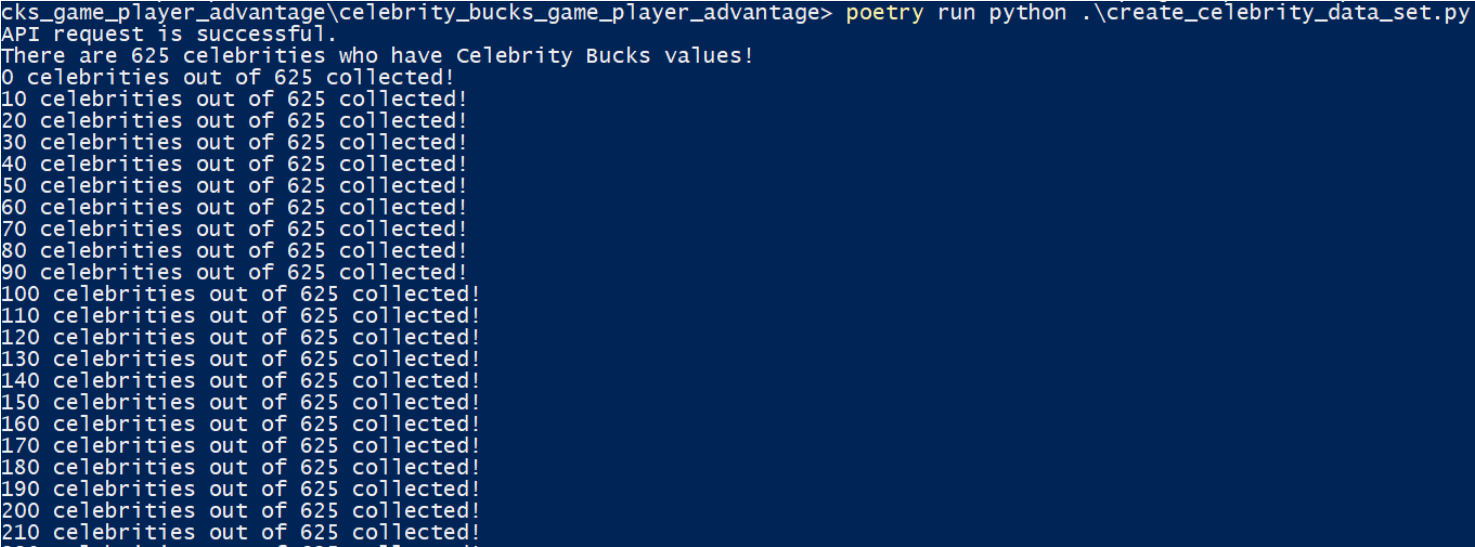 cks_game_player_advantage\celebrity_bucks_game_player_advantage> poetry run python .\create_celebrity_data_set.py
API request is successful.
There are 625 celebrities who have Celebrity Bucks values!
0 celebrities out of 625 collected!
10 celebrities out of 625 collected!
20 celebrities out of 625 collected!
30 celebrities out of 625 collected!
40 celebrities out of 625 collected!
50 celebrities out of 625 collected!
60 celebrities out of 625 collected!
70 celebrities out of 625 collected!
80 celebrities out of 625 collected!
90 celebrities out of 625 collected!
100 celebrities out of 625 collected!
110 celebrities out of 625 collected!
120 celebrities out of 625 collected!
130 celebrities out of 625 collected!
140 celebrities out of 625 collected!
150 celebrities out of 625 collected!
160 celebrities out of 625 collected!
170 celebrities out of 625 collected!
180 celebrities out of 625 collected!
190 celebrities out of 625 collected!
200 celebrities out of 625 collected!
210 celebrities out of 625 collected!